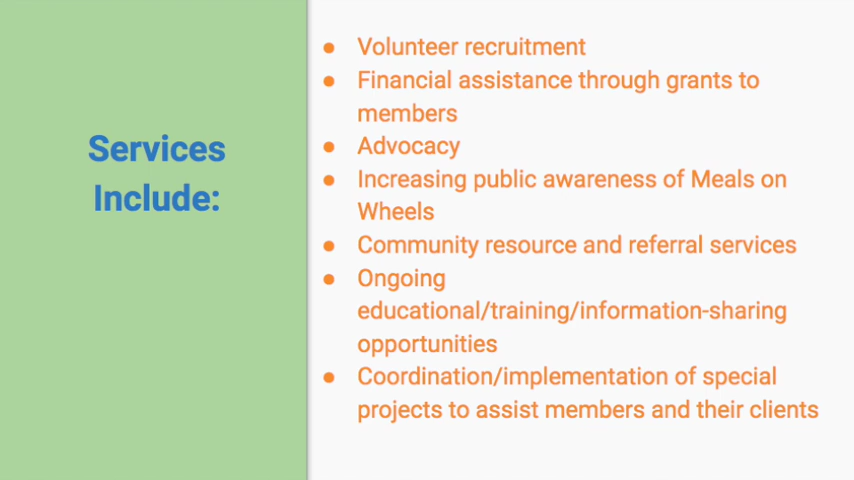 Services
Include:
● Volunteer recruitment
● Financial assistance through grants to
members
● Advocacy
● Increasing public awareness of Meals on
Wheels
● Community resource and referral services
● Ongoing
educational/training/information-sharing
opportunities
● Coordination/implementation of special
projects to assist members and their clients